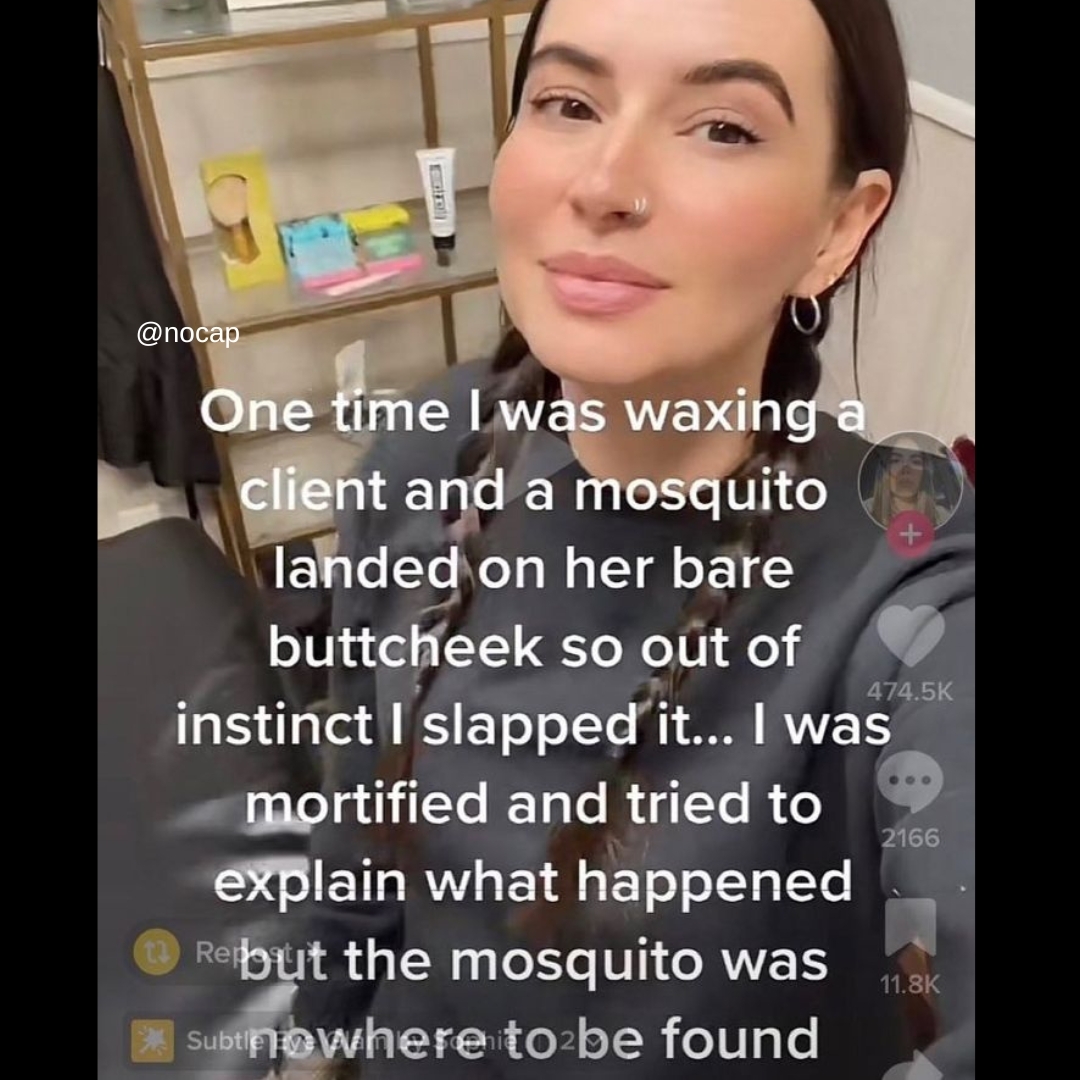 @nocap
One time I was waxing a
client and a mosquito
landed on her bare
buttcheek so out of
instinct I slapped it... I was
mortified and tried to
explain what happened
but the mosquito was
nowhere to be found
474.5K
2166
11.8K
Repost
Subtle Eye Glam by Sophie
2